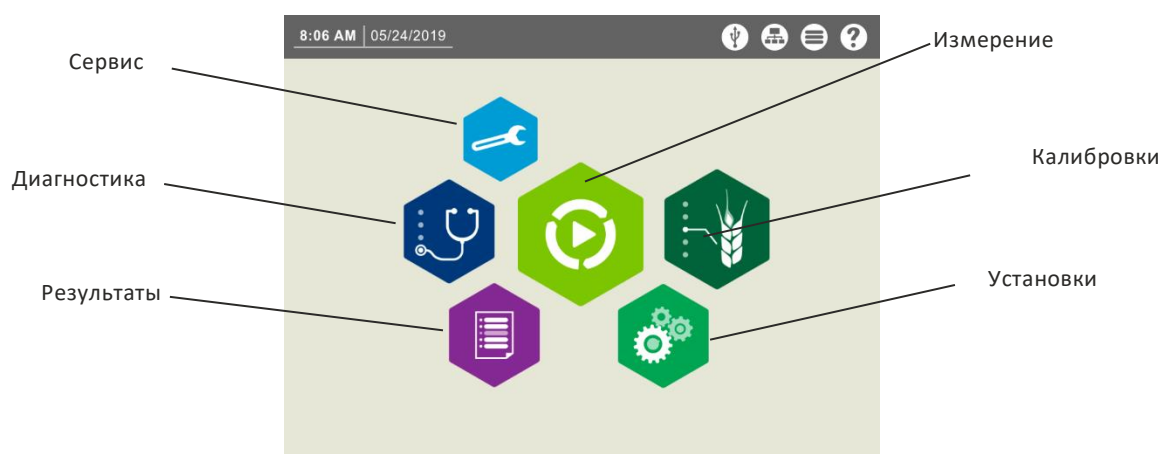 8:06 AM 05/24/2019
Измерение
Сервис
Калибровки
Диагностика
Установки
Результаты